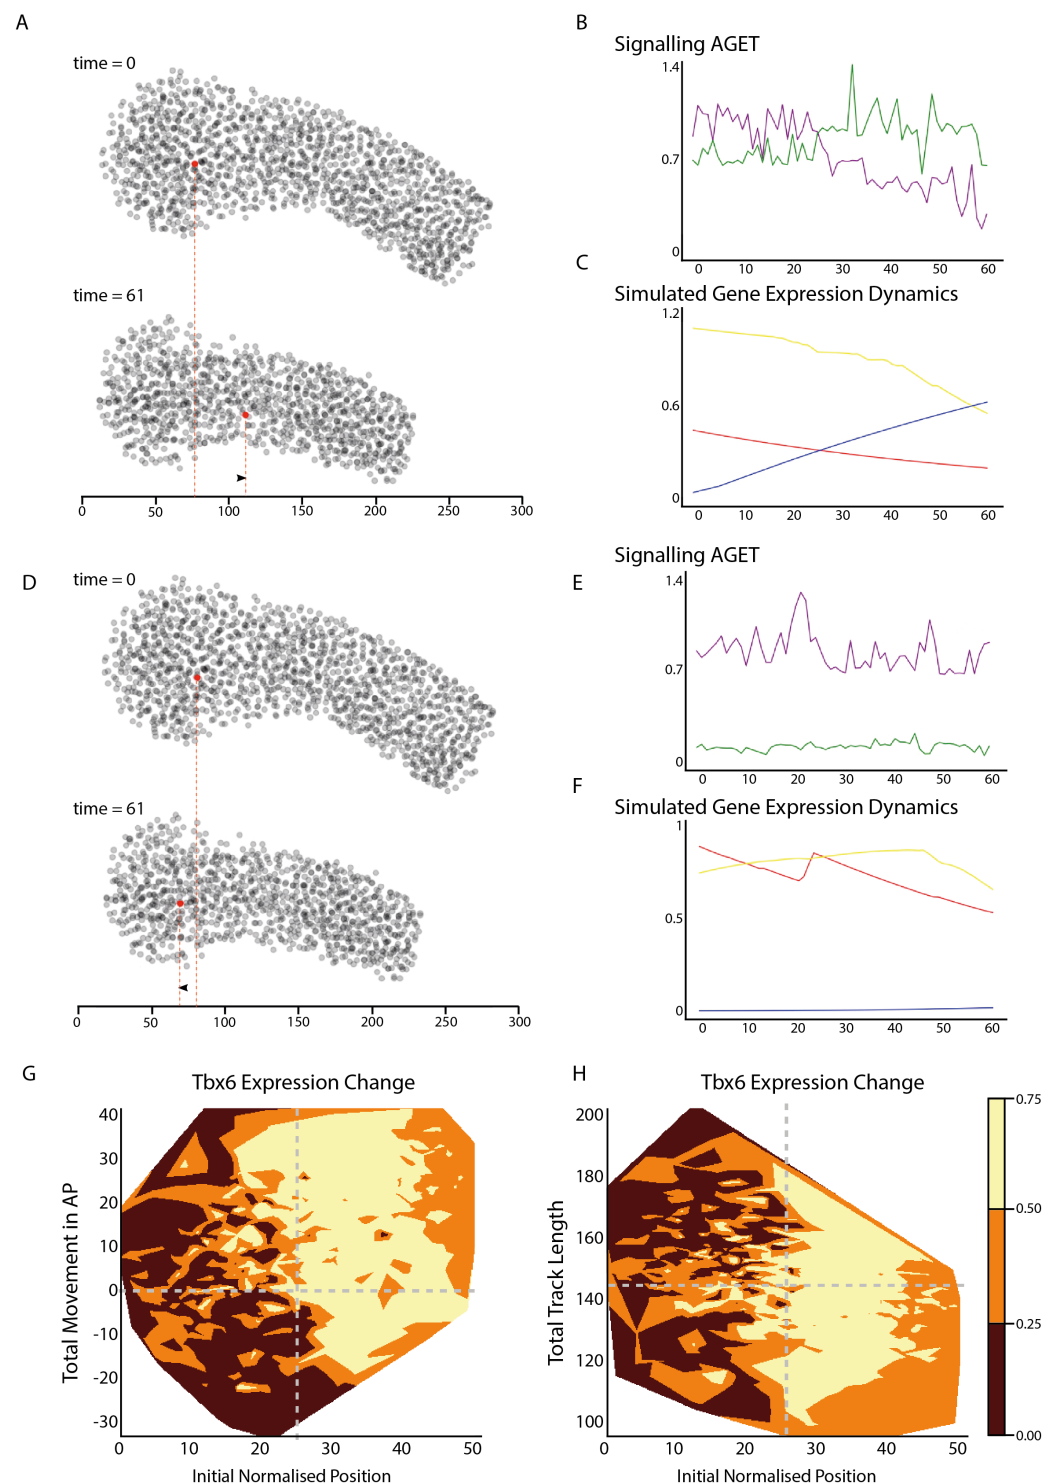 A
time = 0
time = 61
0 50 100 150 200 250 300
B
Signalling AGET
1.4
0.7
0
0 10 20 30 40 50 60
C
Simulated Gene Expression Dynamics
1.2
0.6
0
0 10 20 30 40 50 60
D
time = 0
time = 61
0 50 100 150 200 250 300
Signalling AGET
E
1.4
0.7
0
0 10 20 30 40 50 60
F
Simulated Gene Expression Dynamics
1
0.5
0
0 10 20 30 40 50 60
G
Tbx6 Expression Change
Total Movement in AP
40
30
20
10
0
-10
-20
-30
0 10 20 30 40 50
Initial Normalised Position
H
Tbx6 Expression Change
Total Track Length
200
180
160
140
120
100
0 10 20 30 40 50
Initial Normalised Position
0.75
0.50
0.25
0.00